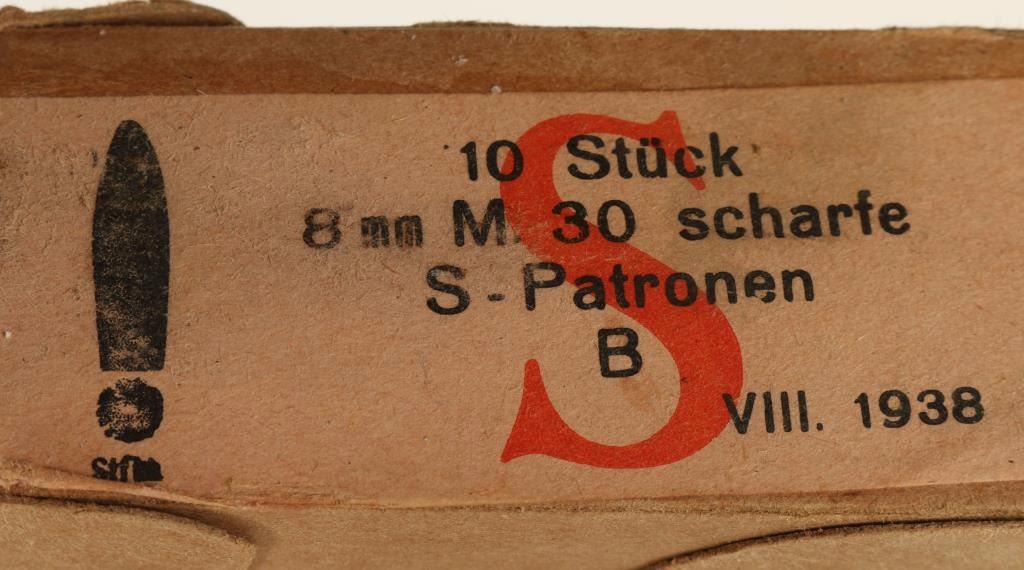 10 Stück
8 mm M. 30 scharfe
S-Patronen
B
VIII. 1938
S